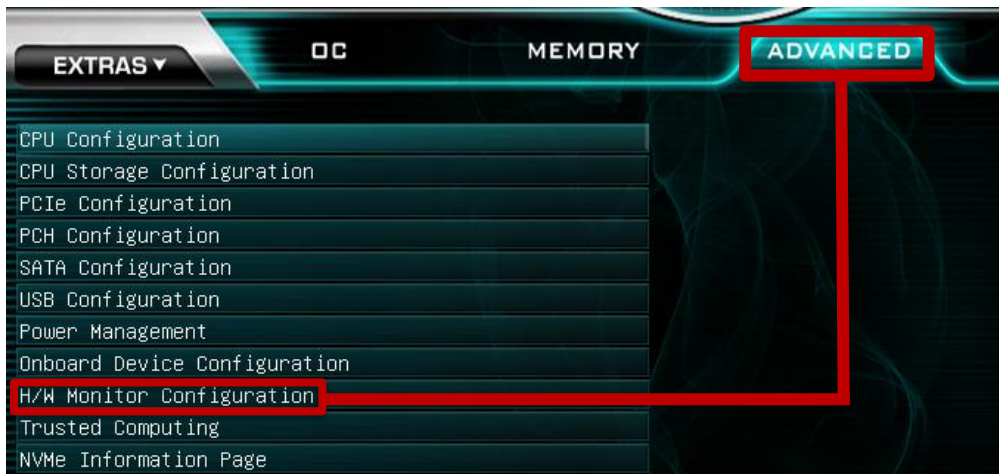 EXTRAS ▼
OC
MEMORY
ADVANCED
CPU Configuration
CPU Storage Configuration
PCIe Configuration
PCH Configuration
SATA Configuration
USB Configuration
Power Management
Onboard Device Configuration
H/W Monitor Configuration
Trusted Computing
NVMe Information Page